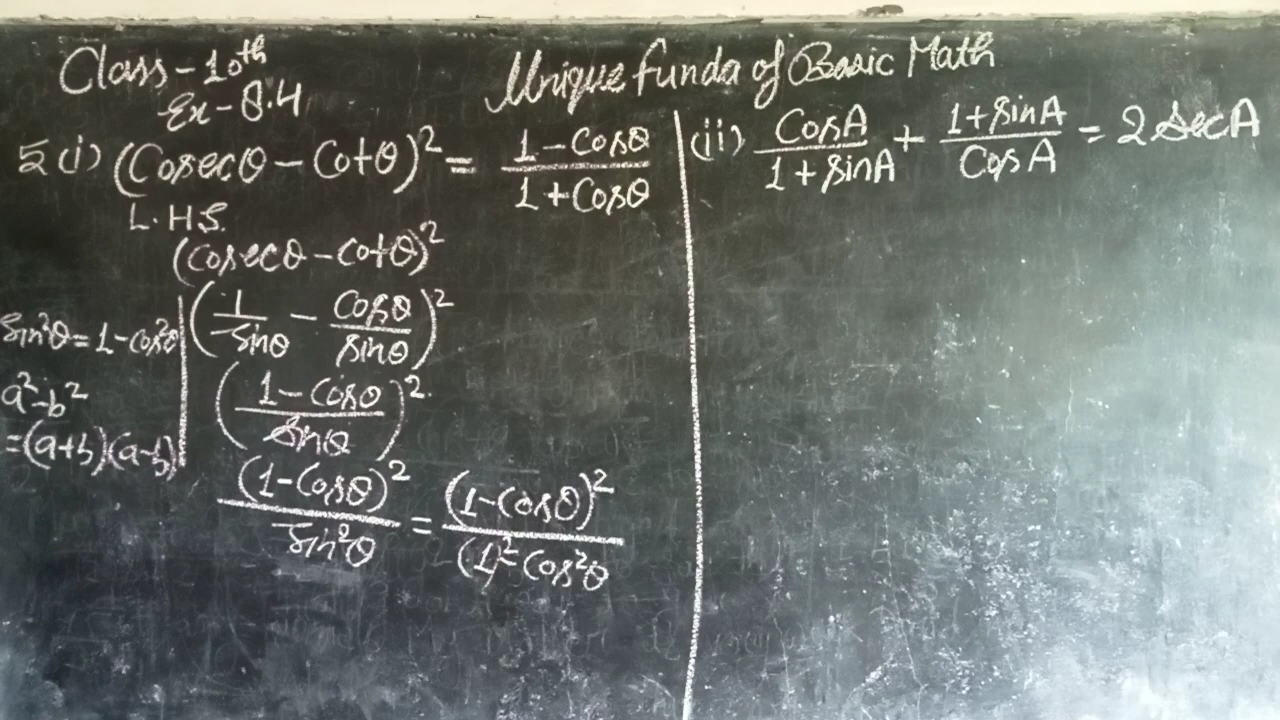 Class - 10th
Ex - 8.4
Unique funda of Basic Math
5 (i) (Cosecθ - Cotθ)² = (1 - Cosθ)/(1 + Cosθ)
L.H.S.
(Cosecθ - Cotθ)²
(1/sinθ - Cosθ/sinθ)²
((1 - Cosθ)/sinθ)²
(1 - Cosθ)²/sin²θ = (1 - Cosθ)²/(1)² Cos²θ
sin²θ = 1 - cos²θ
a² - b²
= (a+b)(a-b)
(ii) CosA/(1 + sinA) + (1 + sinA)/CosA = 2 secA